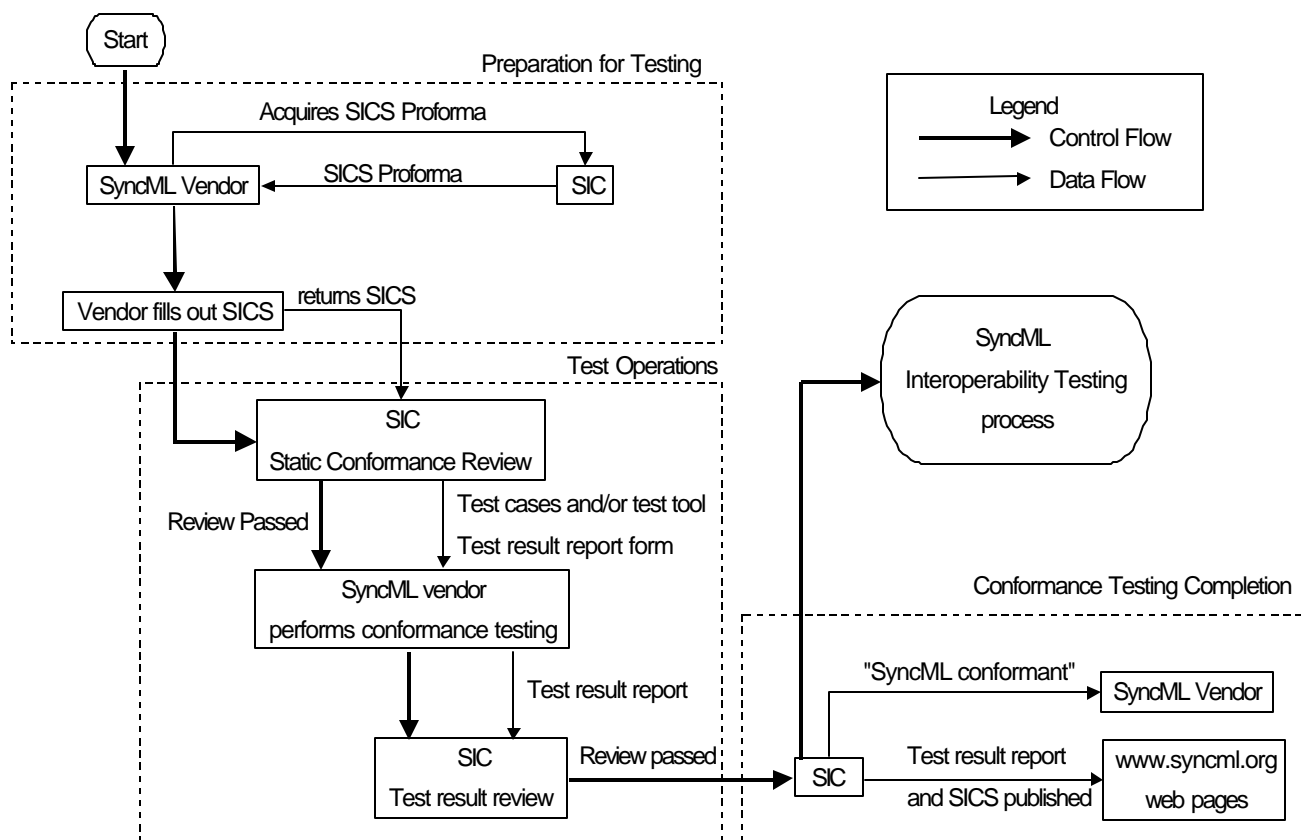 Start
Preparation for Testing
Acquires SICS Proforma
SyncML Vendor
SICS Proforma
SIC
Vendor fills out SICS
returns SICS
Legend
Control Flow
Data Flow
Test Operations
SIC
Static Conformance Review
Review Passed
Test cases and/or test tool
Test result report form
SyncML vendor
performs conformance testing
Test result report
SIC
Test result review
Review passed
SyncML
Interoperability Testing
process
Conformance Testing Completion
SIC
"SyncML conformant"
SyncML Vendor
Test result report
and SICS published
www.syncml.org
web pages